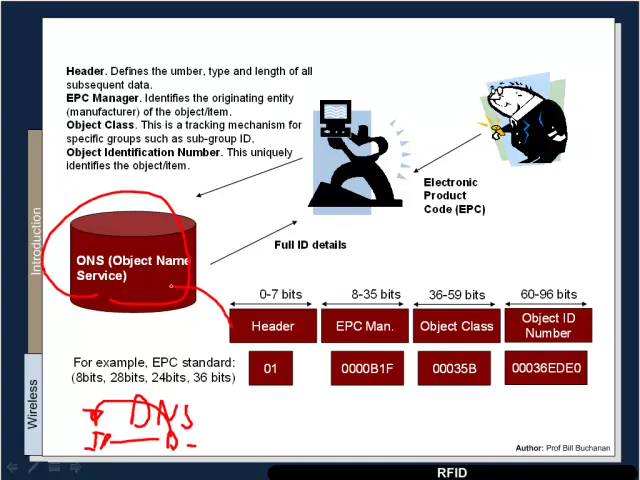 Header. Defines the umber, type and length of all
subsequent data.
EPC Manager. Identifies the originating entity
(manufacturer) of the object/item.
Object Class. This is a tracking mechanism for
specific groups such as sub-group ID.
Object Identification Number. This uniquely
identifies the object/item.
Electronic
Product
Code (EPC)
Introduction
ONS (Object Name
Service)
Full ID details
0-7 bits 8-35 bits 36-59 bits 60-96 bits
Header EPC Man. Object Class Object ID
Number
For example, EPC standard:
(8bits, 28bits, 24bits, 36 bits)
01 0000B1F 00035B 00036EDE0
Wireless
DNS
Author: Prof Bill Buchanan
RFID